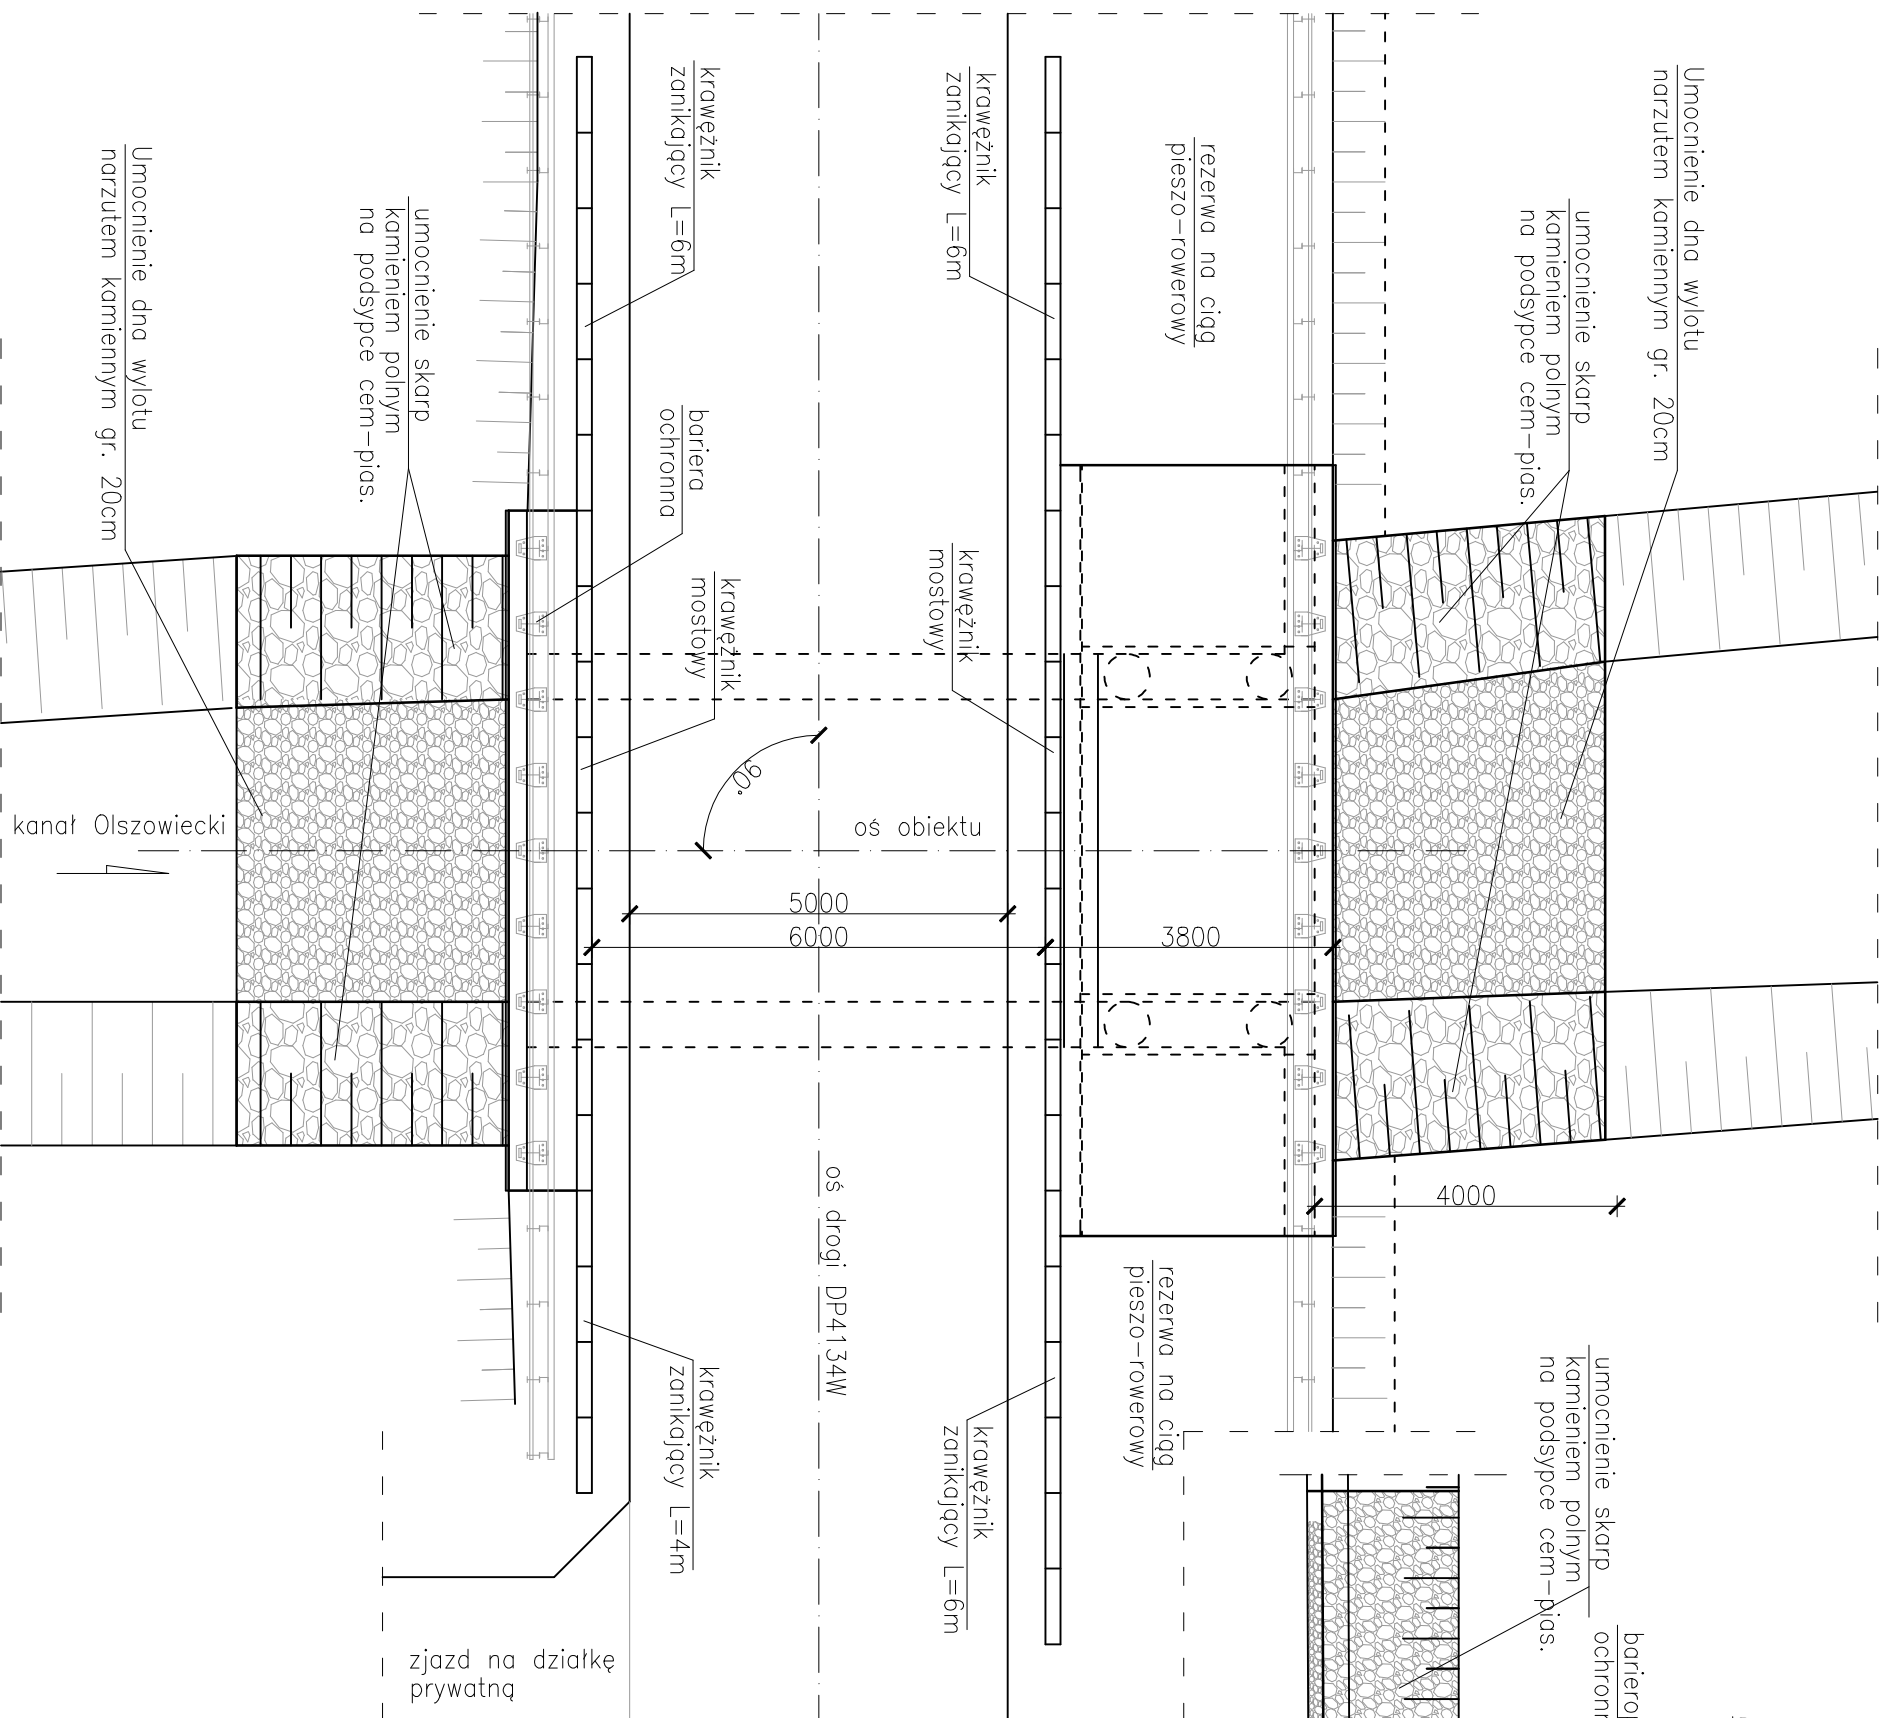 Umocnienie dna wylotu
narzutem kamiennym gr. 20cm
umocnienie skarp
kamieniem polnym
na podsypce cem-pias.
rezerwa na ciąg
pieszo-rowerowy
krawężnik
zanikający L=6m
krawężnik
zanikający L=6m
umocnienie skarp
kamieniem polnym
na podsypce cem-pias.
Umocnienie dna wylotu
narzutem kamiennym gr. 20cm
bariera
ochronna
krawężnik
mostowy
krawężnik
mostowy
90°
kanał Olszowiecki
oś obiektu
5000
6000
3800
4000
oś drogi DP4134W
rezerwa na ciąg
pieszo-rowerowy
krawężnik
zanikający L=4m
krawężnik
zanikający L=6m
umocnienie skarp
kamieniem polnym
na podsypce cem-pias.
zjazd na działkę
prywatną